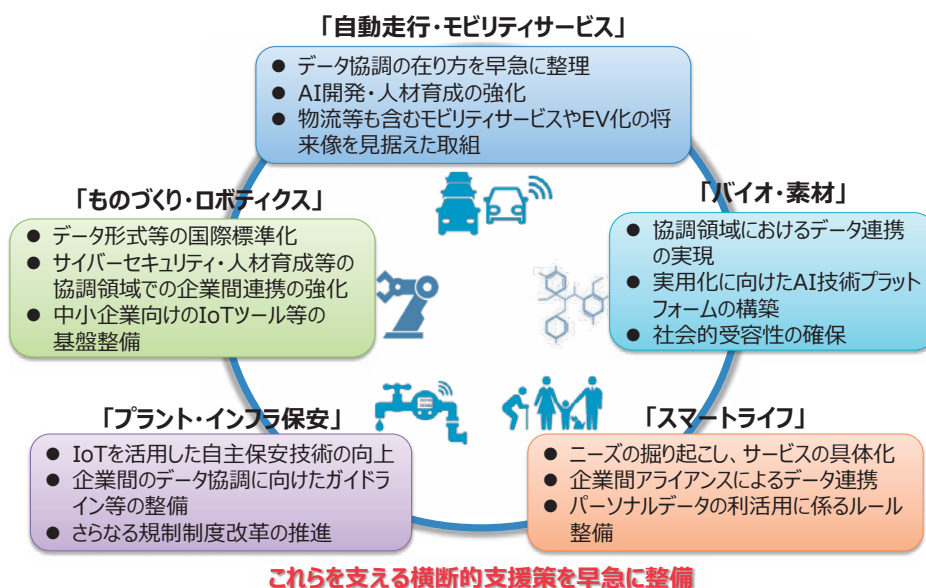 「自動走行・モビリティサービス」
● データ協調の在り方を早急に整理
● AI開発・人材育成の強化
● 物流等も含むモビリティサービスやEV化の将
来像を見据えた取組
「ものづくり・ロボティクス」
● データ形式等の国際標準化
● サイバーセキュリティ・人材育成等の
協調領域での企業間連携の強化
● 中小企業向けのIoTツール等の
基盤整備
「バイオ・素材」
● 協調領域におけるデータ連携
の実現
● 実用化に向けたAI技術プラット
フォームの構築
● 社会的受容性の確保
「プラント・インフラ保安」
● IoTを活用した自主保安技術の向上
● 企業間のデータ協調に向けたガイドラ
イン等の整備
● さらなる規制制度改革の推進
「スマートライフ」
● ニーズの掘り起こし、サービスの具体化
● 企業間アライアンスによるデータ連携
● パーソナルデータの利活用に係るルール
整備
これらを支える横断的支援策を早急に整備